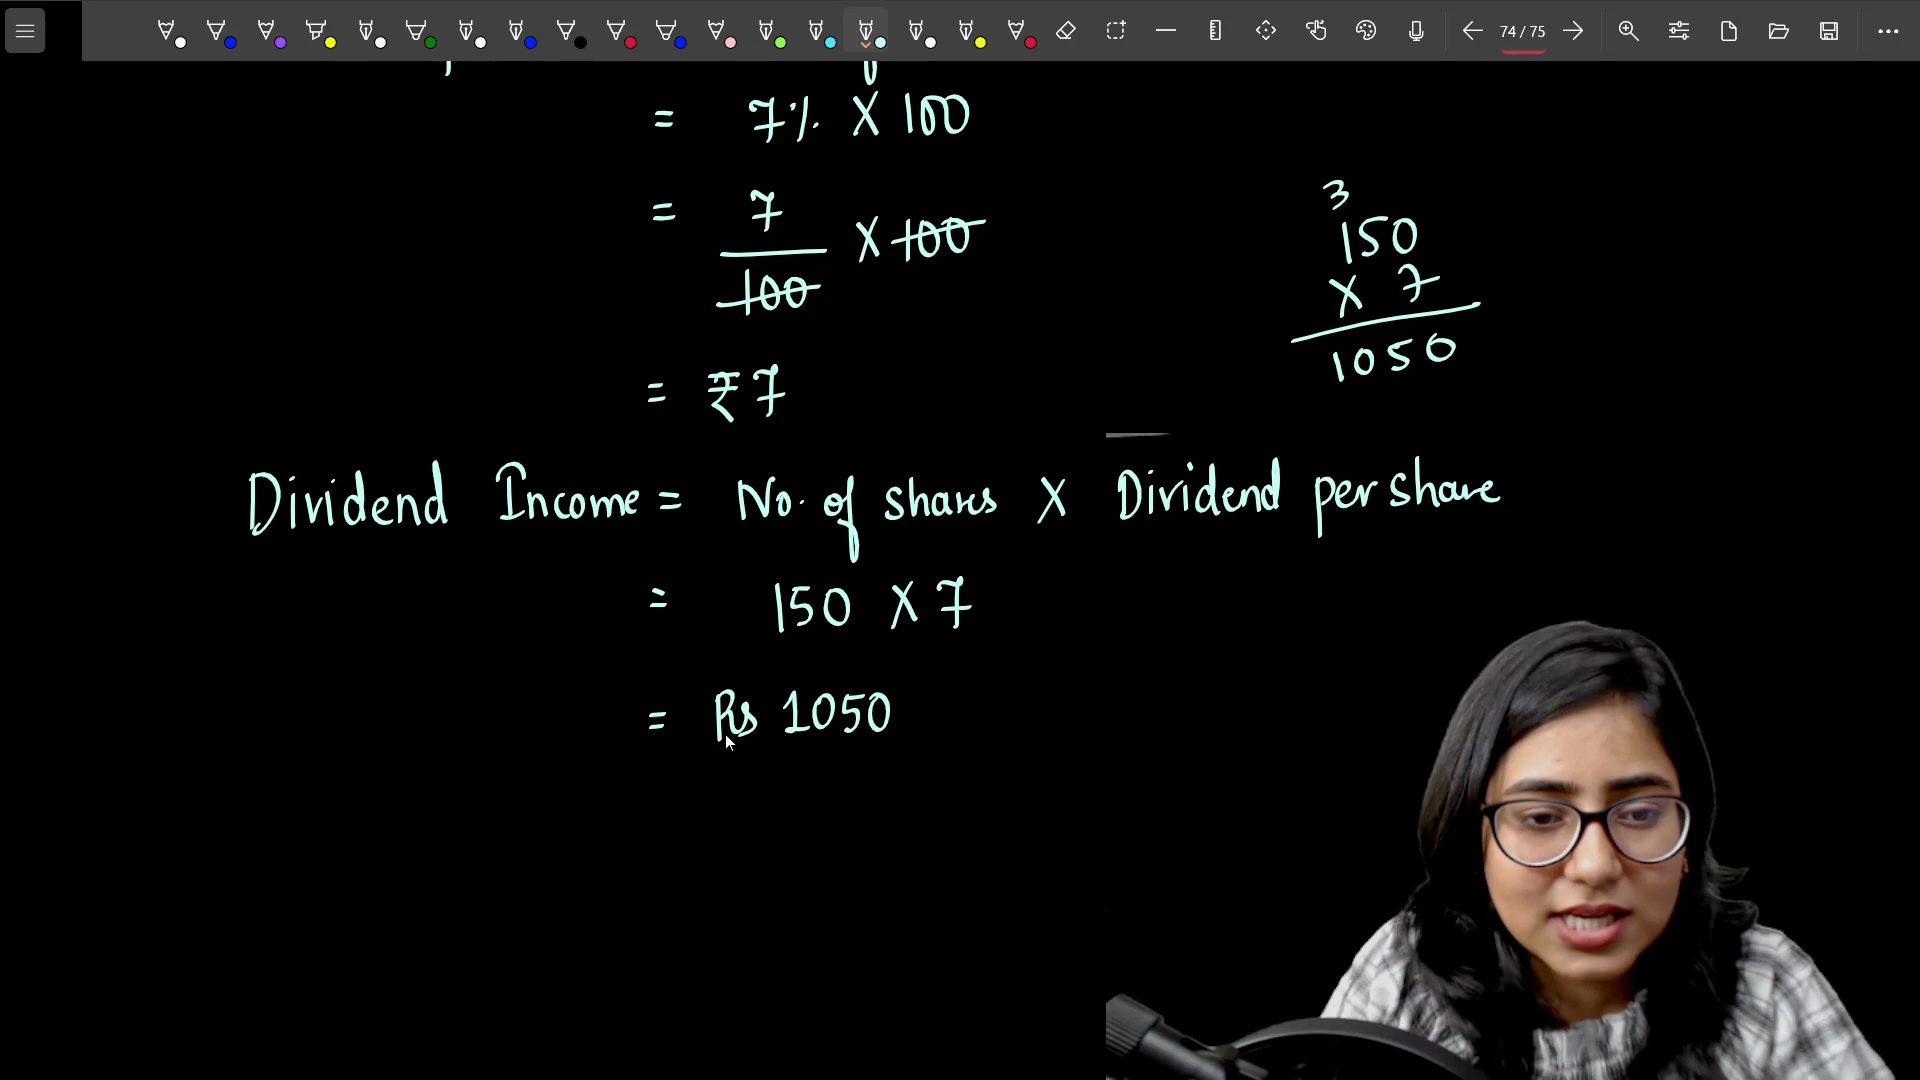 74 / 75
= 7% X 100
= 7/100 X 100
= ₹7
3
150
X 7
1050
Dividend Income = No. of shares X Dividend per share
= 150 X 7
= Rs 1050